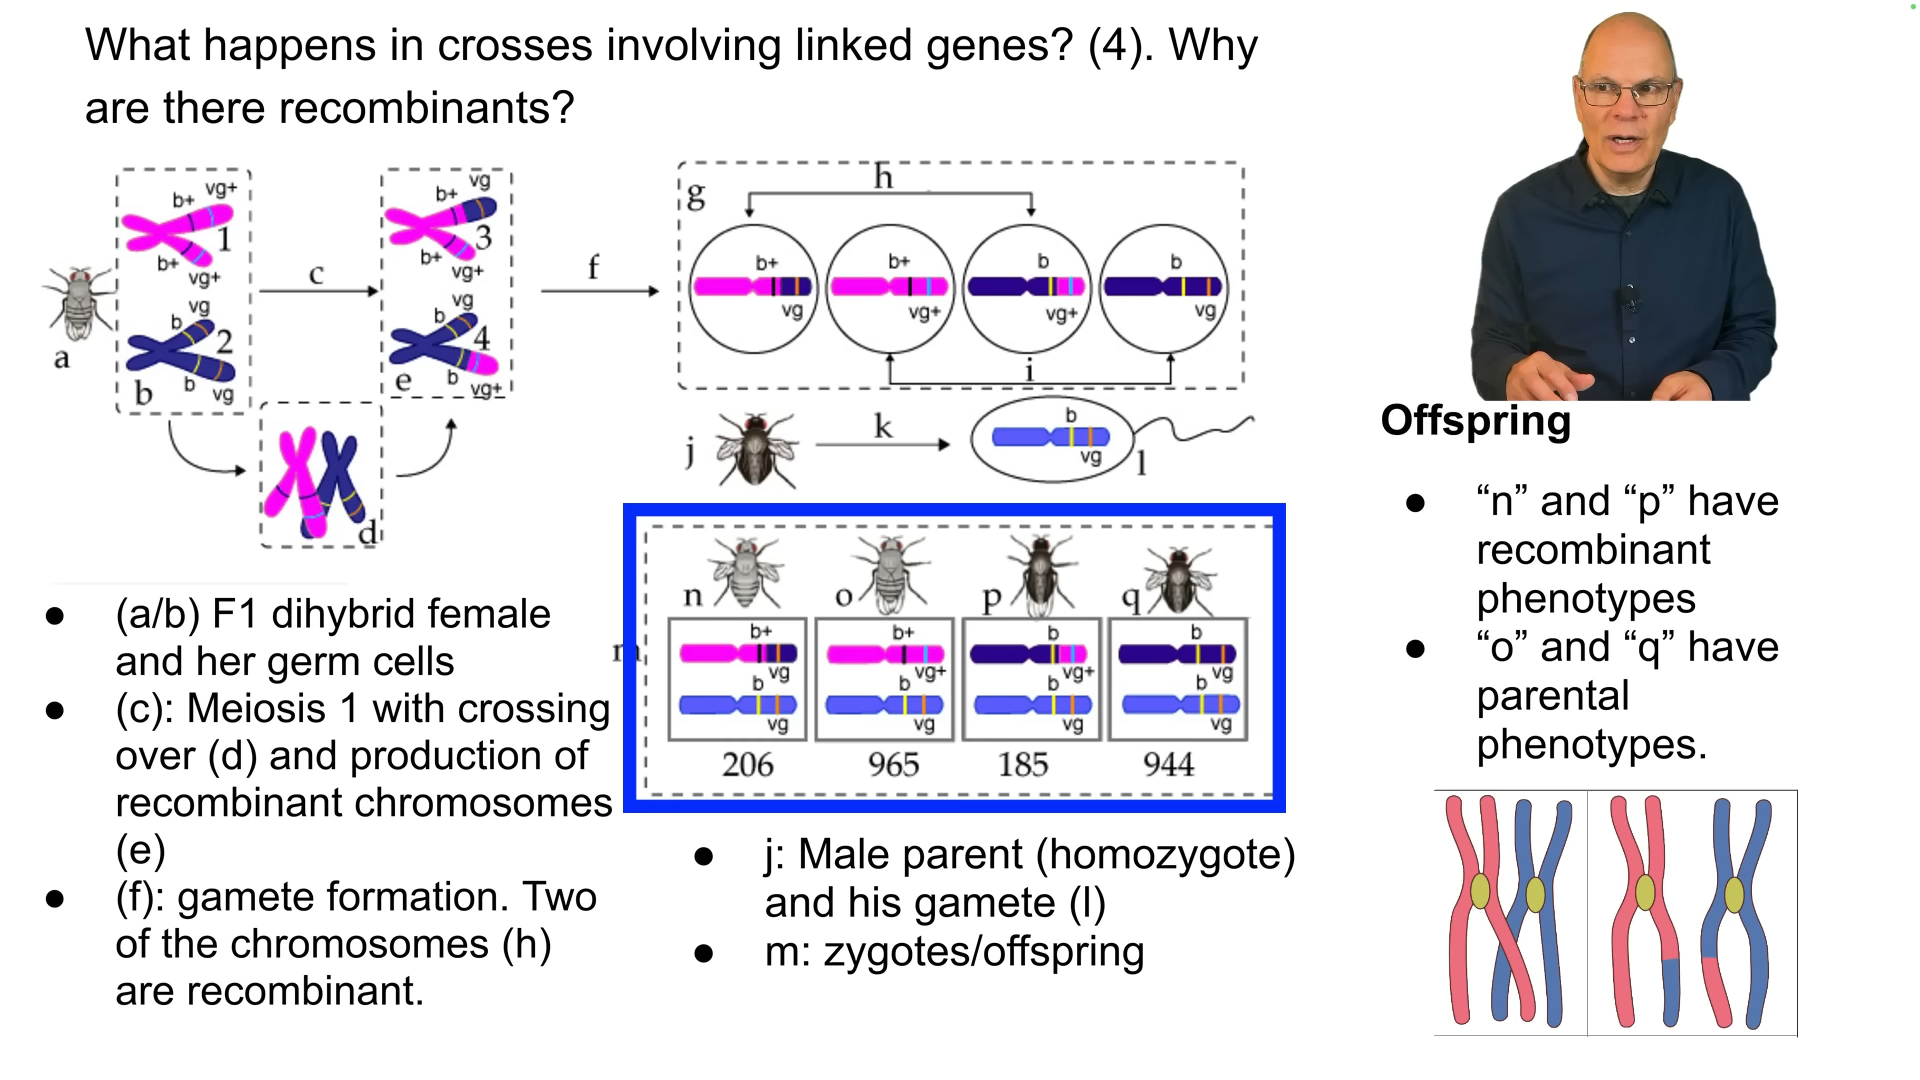 What happens in crosses involving linked genes? (4). Why
are there recombinants?
b+ vg+
1
b+
vg+
vg
b 2
b b
vg
a
c
b+ vg
3
b+
vg+
vg
b 4
e b
vg+
d
f
g
h
b+ b+ b b
vg vg+ vg+ vg
i
j
k
b
vg
l
m
n o p q
b+ b+ b b
vg vg+ vg+ vg
b b b b
vg vg vg vg
206 965 185 944
● (a/b) F1 dihybrid female
and her germ cells
● (c): Meiosis 1 with crossing
over (d) and production of
recombinant chromosomes
(e)
● (f): gamete formation. Two
of the chromosomes (h)
are recombinant.
● j: Male parent (homozygote)
and his gamete (l)
● m: zygotes/offspring
Offspring
● “n” and “p” have
recombinant
phenotypes
● “o” and “q” have
parental
phenotypes.